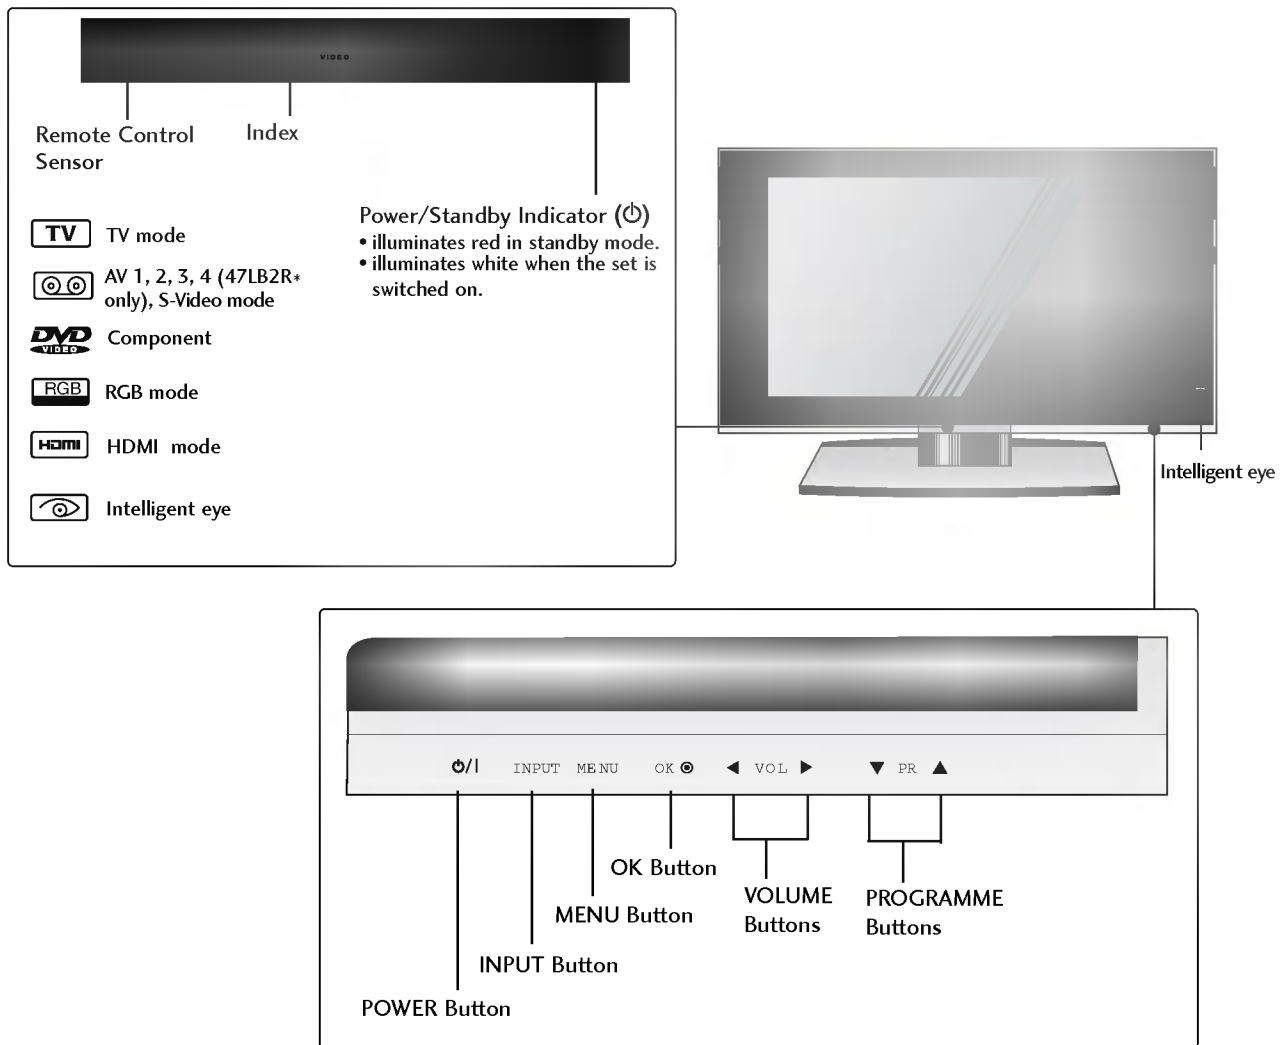 VIDEO
Remote Control
Sensor
Index
Power/Standby Indicator (⏻)
• illuminates red in standby mode.
• illuminates white when the set is
switched on.
TV TV mode
AV 1, 2, 3, 4 (47LB2R*
only), S-Video mode
DVD
VIDEO
Component
RGB RGB mode
HDMI HDMI mode
Intelligent eye
Intelligent eye
⏻/I INPUT MENU OK ◉ ◀ VOL ▶ ▼ PR ▲
OK Button
MENU Button
INPUT Button
POWER Button
VOLUME
Buttons
PROGRAMME
Buttons